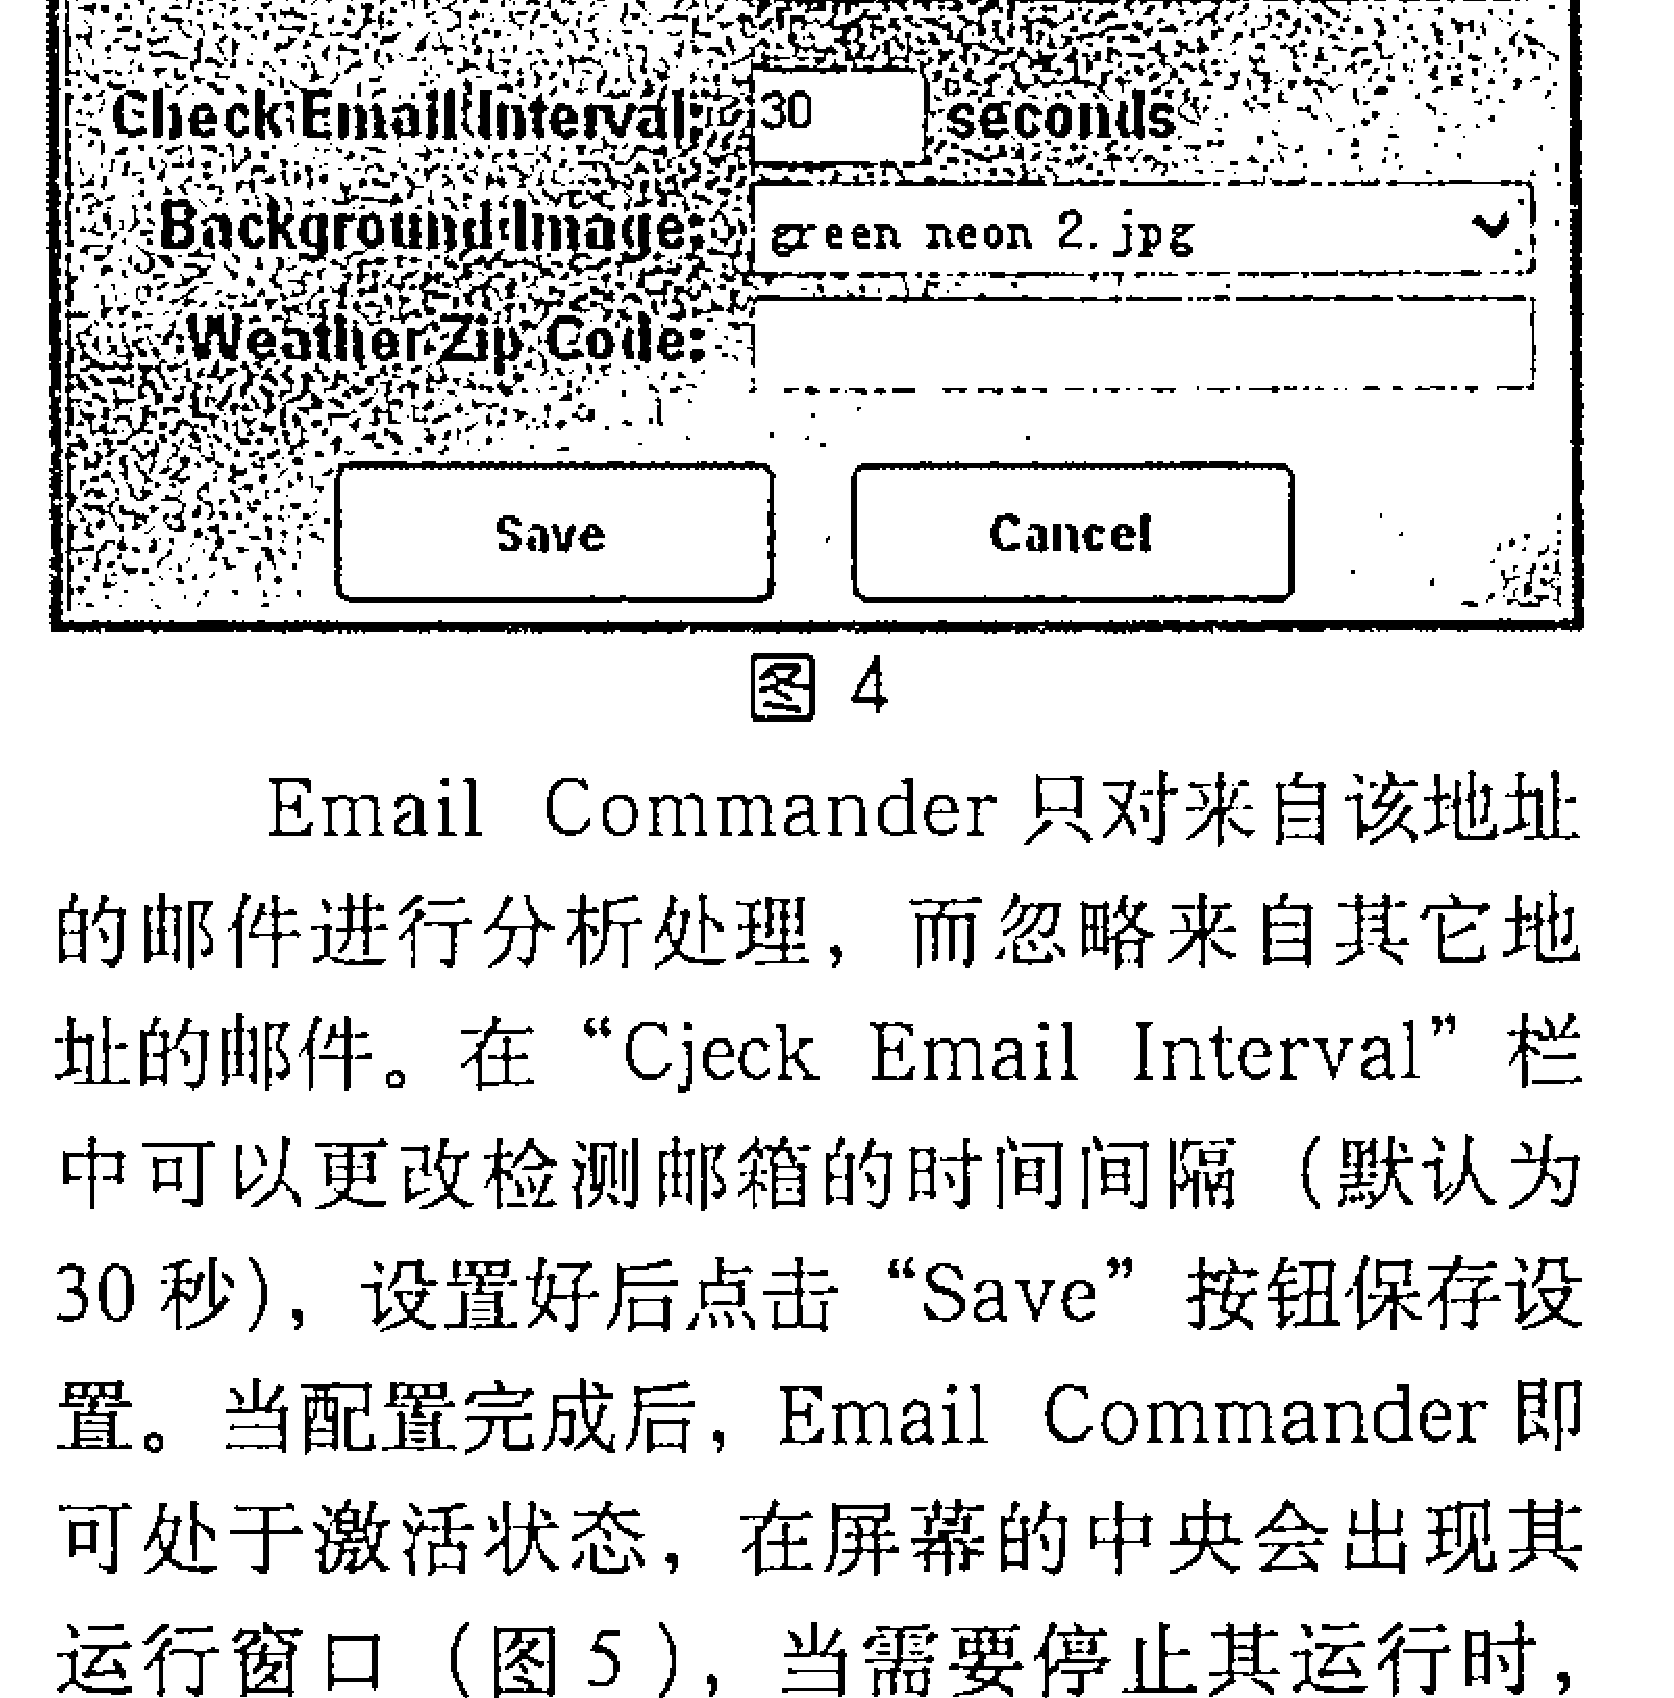 Check Email Interval: 30 seconds
Background Image: green neon 2.jpg
Weather Zip Code:
Save Cancel
图 4
Email Commander 只对来自该地址
的邮件进行分析处理，而忽略来自其它地
址的邮件。在“Cjeck Email Interval”栏
中可以更改检测邮箱的时间间隔（默认为
30 秒），设置好后点击“Save”按钮保存设
置。当配置完成后，Email Commander 即
可处于激活状态，在屏幕的中央会出现其
运行窗口（图 5），当需要停止其运行时，